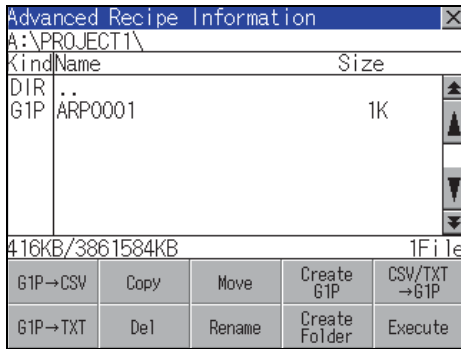 Advanced Recipe Information
A:\PROJECT1\
Kind Name Size
DIR ..
G1P ARP0001 1K
416KB/3861584KB 1File
G1P→CSV Copy Move Create G1P CSV/TXT →G1P
G1P→TXT Del Rename Create Folder Execute